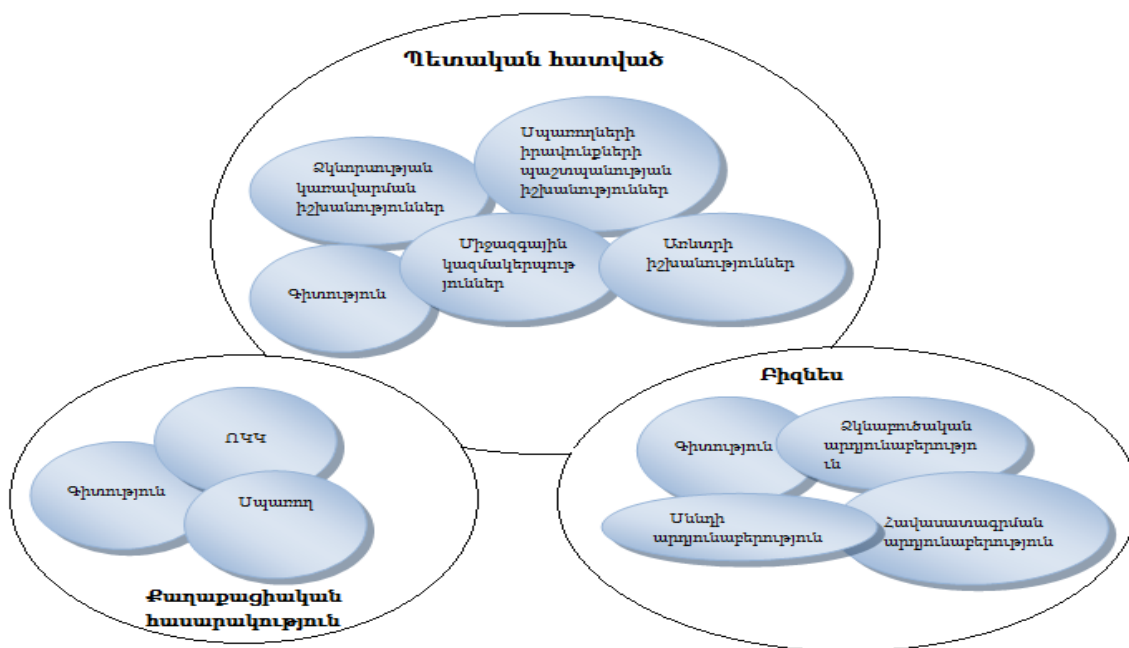 Պետական հատված
Սպառողների
իրավունքների
պաշտպանության
իշխանություններ
Ձկնորսության
կառավարման
իշխանություններ
Միջազգային
կազմակերպութ
յուններ
Առևտրի
իշխանություններ
Գիտություն
ՈԿԿ
Գիտություն
Սպառող
Քաղաքացիական
հասարակություն
Բիզնես
Գիտություն
Ձկնաբուծական
արդյունաբերությո
ւն
Սննդի
արդյունաբերություն
Հավաստագրման
արդյունաբերություն